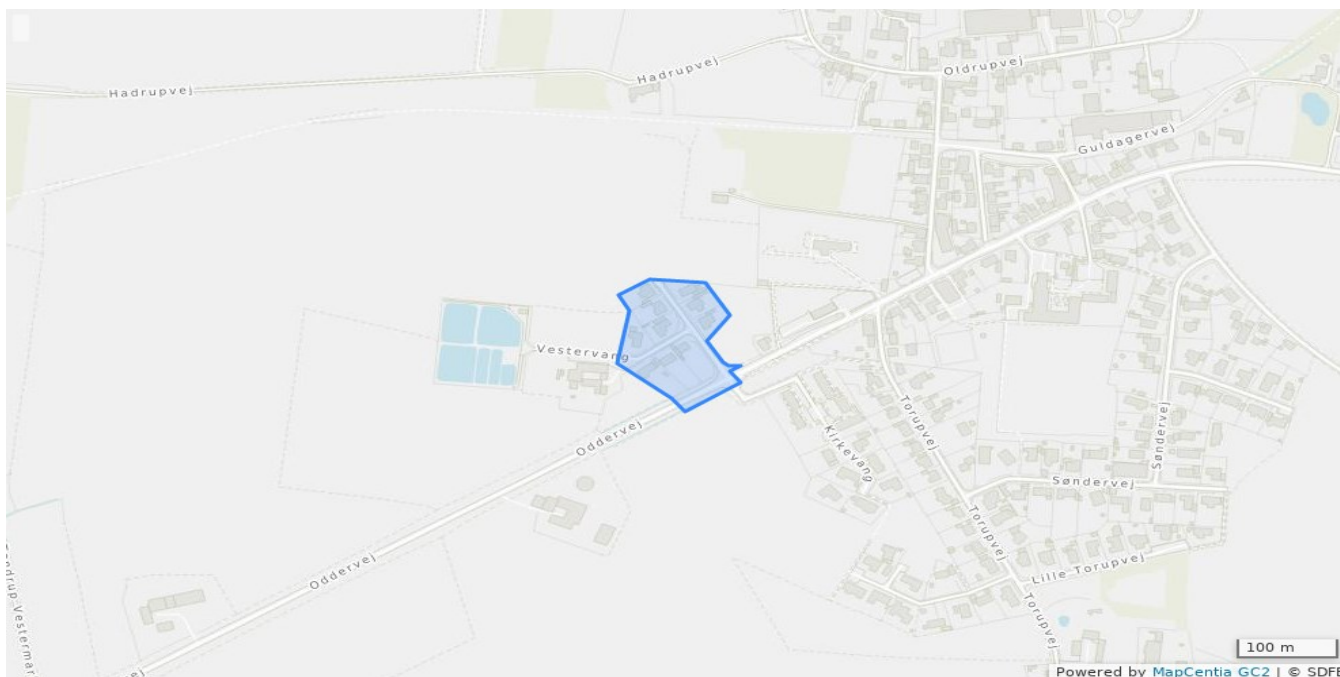 Hadrupvej
Hadrupvej
Oldrupvej
Guldagervej
Vestervang
Oddervej
Kirkevang
Torupvej
Søndervej
Søndervej
Torupvej
Oddervej
Lille Torupvej
Torupvej
100 m
Powered by MapCentia GC2 | © SDFE